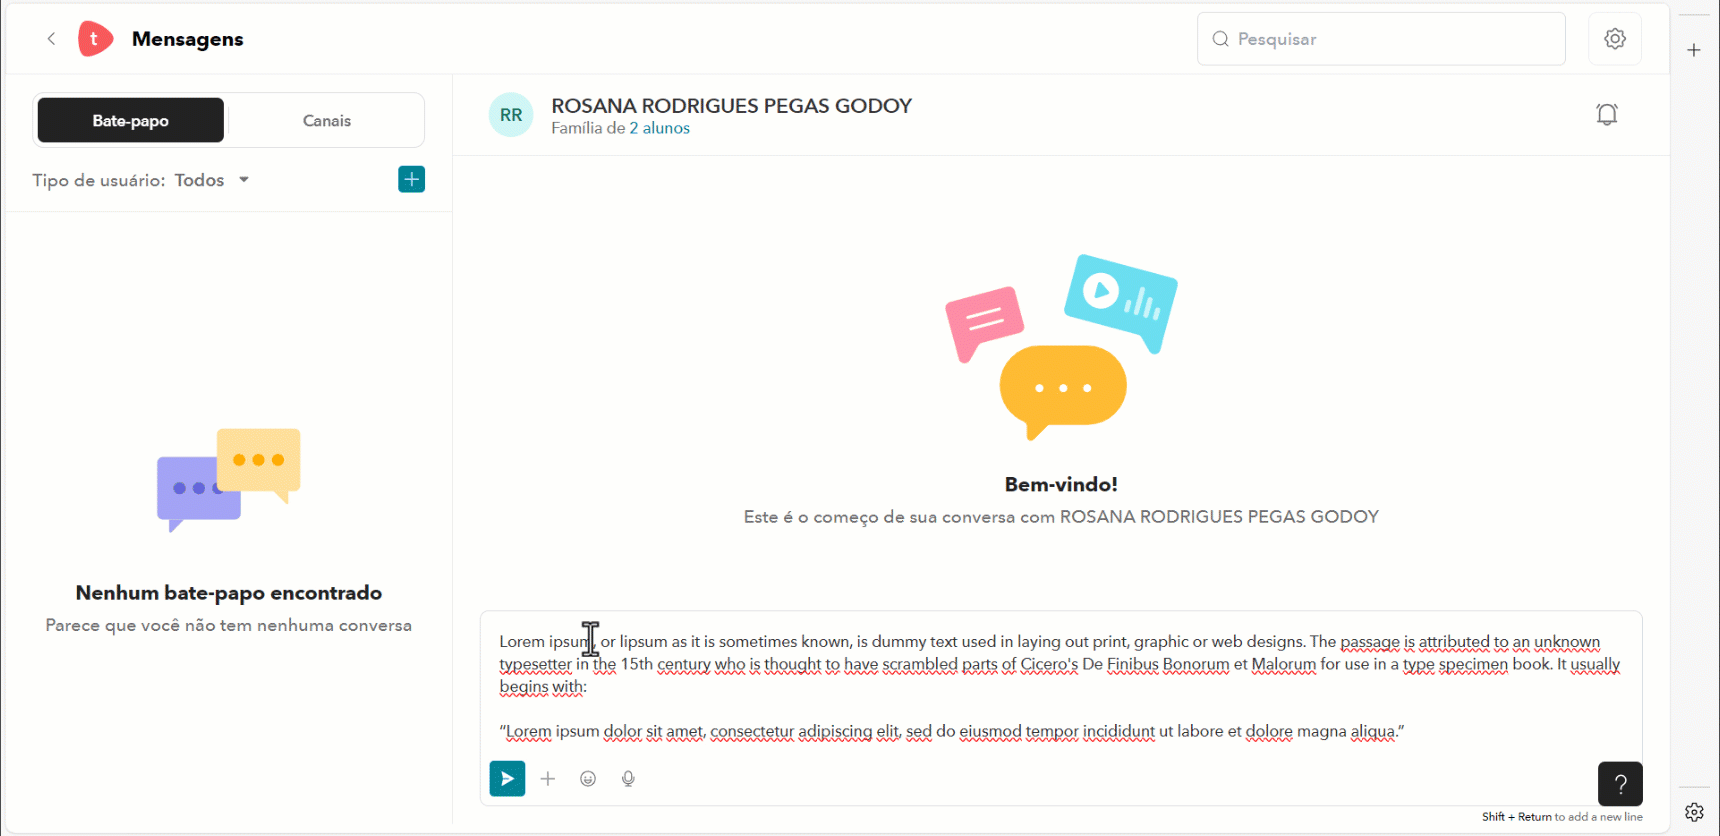 t Mensagens
Pesquisar
Bate-papo
Canais
Tipo de usuário: Todos
RR
ROSANA RODRIGUES PEGAS GODOY
Família de 2 alunos
Nenhum bate-papo encontrado
Parece que você não tem nenhuma conversa
Bem-vindo!
Este é o começo de sua conversa com ROSANA RODRIGUES PEGAS GODOY
Lorem ipsum, or lipsum as it is sometimes known, is dummy text used in laying out print, graphic or web designs. The passage is attributed to an unknown
typesetter in the 15th century who is thought to have scrambled parts of Cicero's De Finibus Bonorum et Malorum for use in a type specimen book. It usually
begins with:
“Lorem ipsum dolor sit amet, consectetur adipiscing elit, sed do eiusmod tempor incididunt ut labore et dolore magna aliqua.”
?
Shift + Return to add a new line